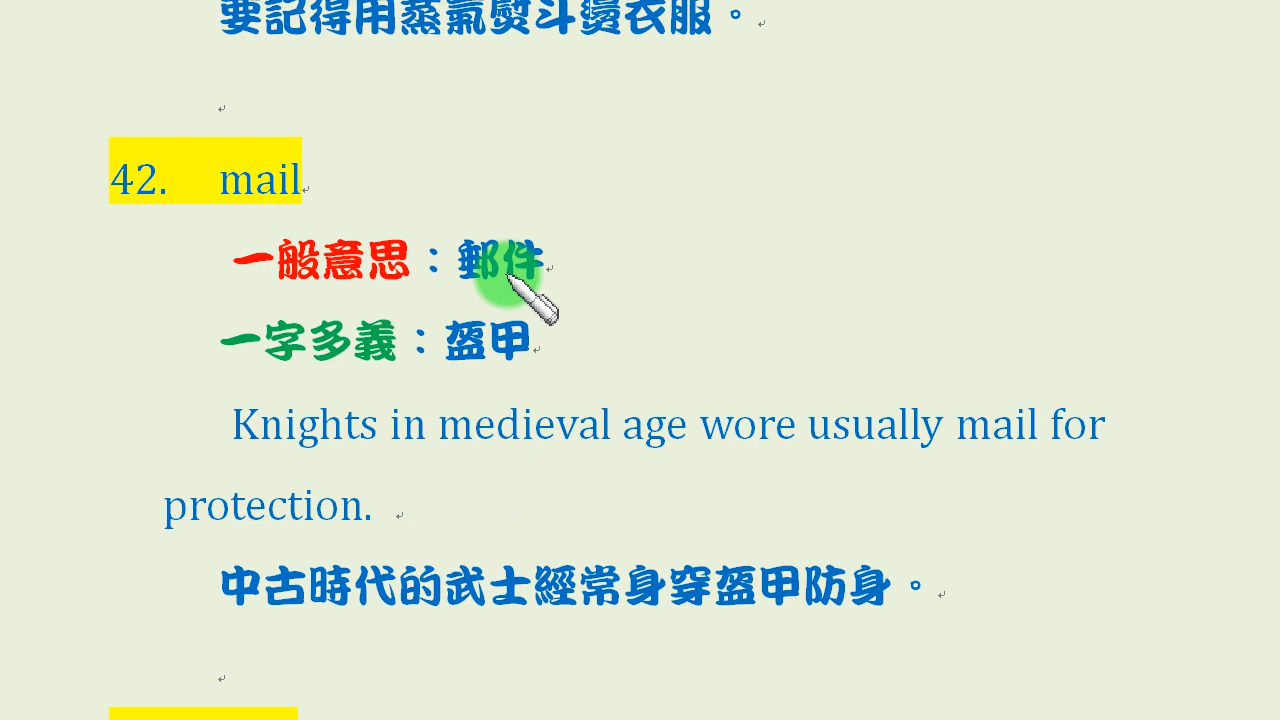 要記得用蒸氣熨斗燙衣服。
42. mail
一般意思：郵件
一字多義：盔甲
Knights in medieval age wore usually mail for
protection.
中古時代的武士經常身穿盔甲防身。